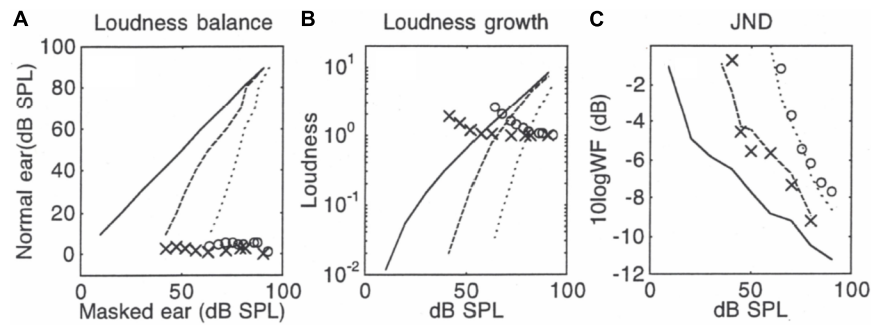 A Loudness balance
100
80
60
40
20
0
Normal ear(dB SPL)
0 50 100
Masked ear (dB SPL)
B Loudness growth
10^1
10^0
10^-1
10^-2
Loudness
0 50 100
dB SPL
C JND
-2
-4
-6
-8
-10
-12
10logWF (dB)
0 50 100
dB SPL